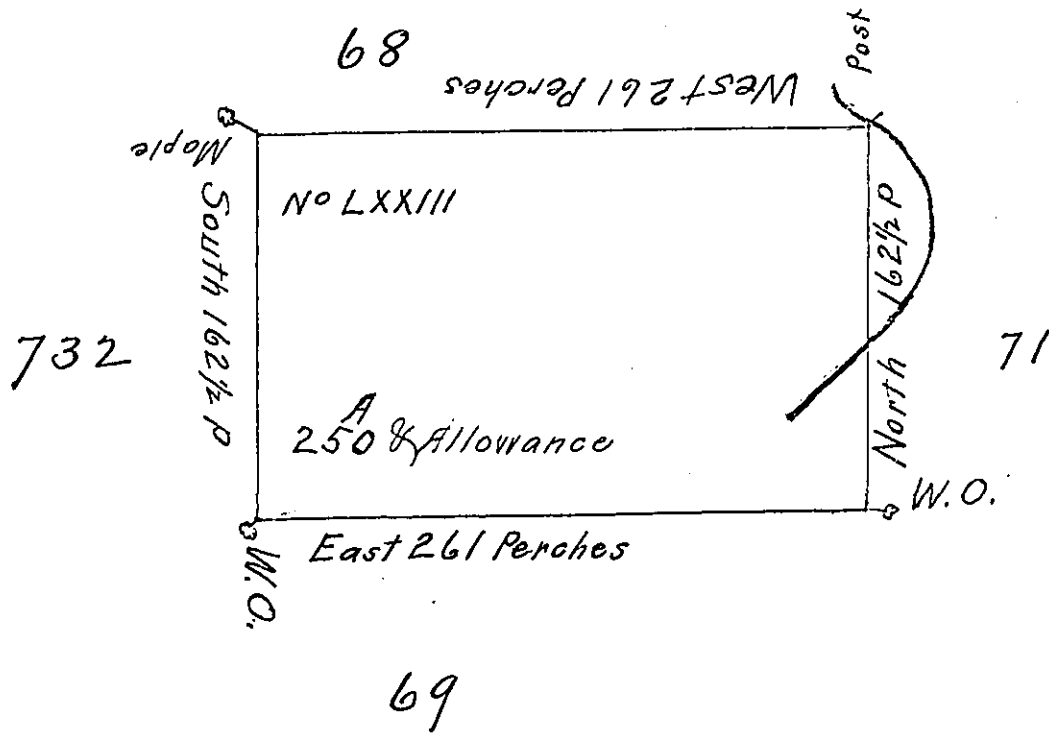 68
Post
West 261 Perches
Maple
South 162½ P
No LXXIII
North 162½ P
732
71
A
250 & Allowance
W.O.
East 261 Perches
W.O.
69